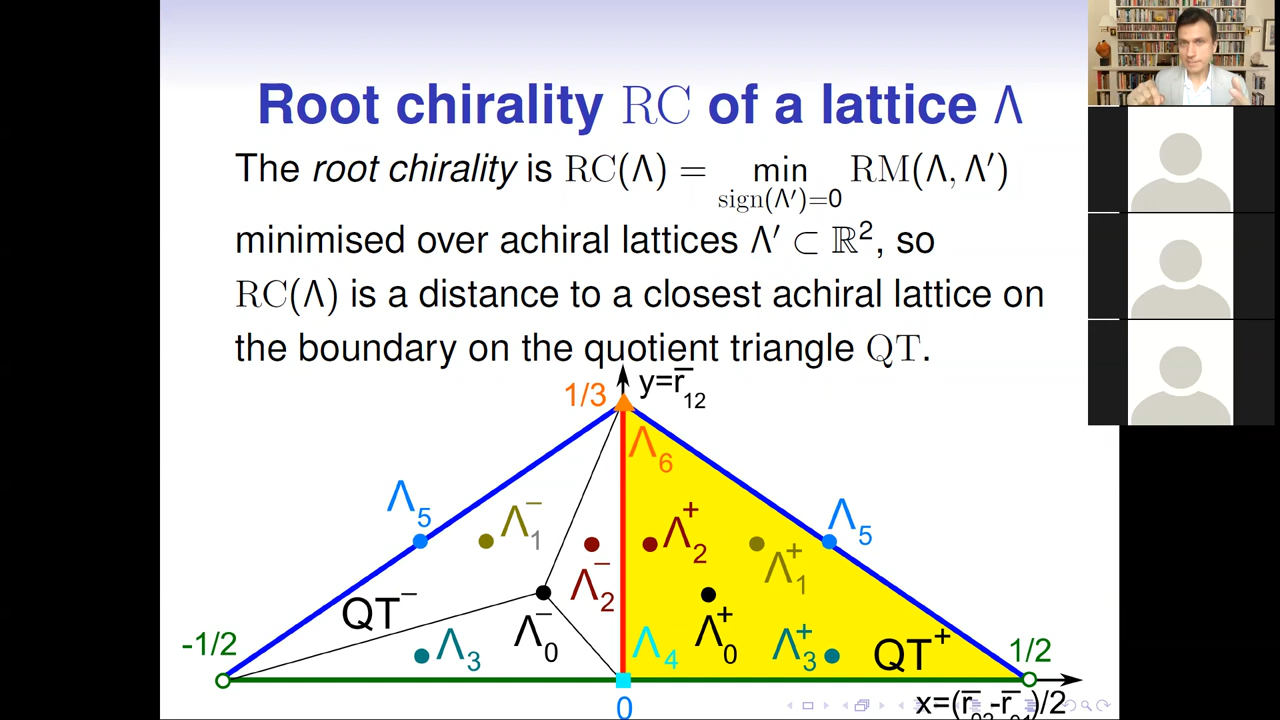 Root chirality RC of a lattice Λ
The root chirality is RC(Λ) = min RM(Λ, Λ′)
sign(Λ′)=0
minimised over achiral lattices Λ′ ⊂ ℝ², so
RC(Λ) is a distance to a closest achiral lattice on
the boundary on the quotient triangle QT.
1/3
y=r̅₁₂
Λ₆
Λ₅
Λ₁⁻
Λ₂⁺
Λ₅
Λ₂⁻
Λ₁⁺
QT⁻
Λ₀⁻
Λ₀⁺
-1/2
Λ₃
Λ₄
Λ₃⁺
QT⁺
1/2
0
x=(r̅₀₂-r̅₀₁)/2